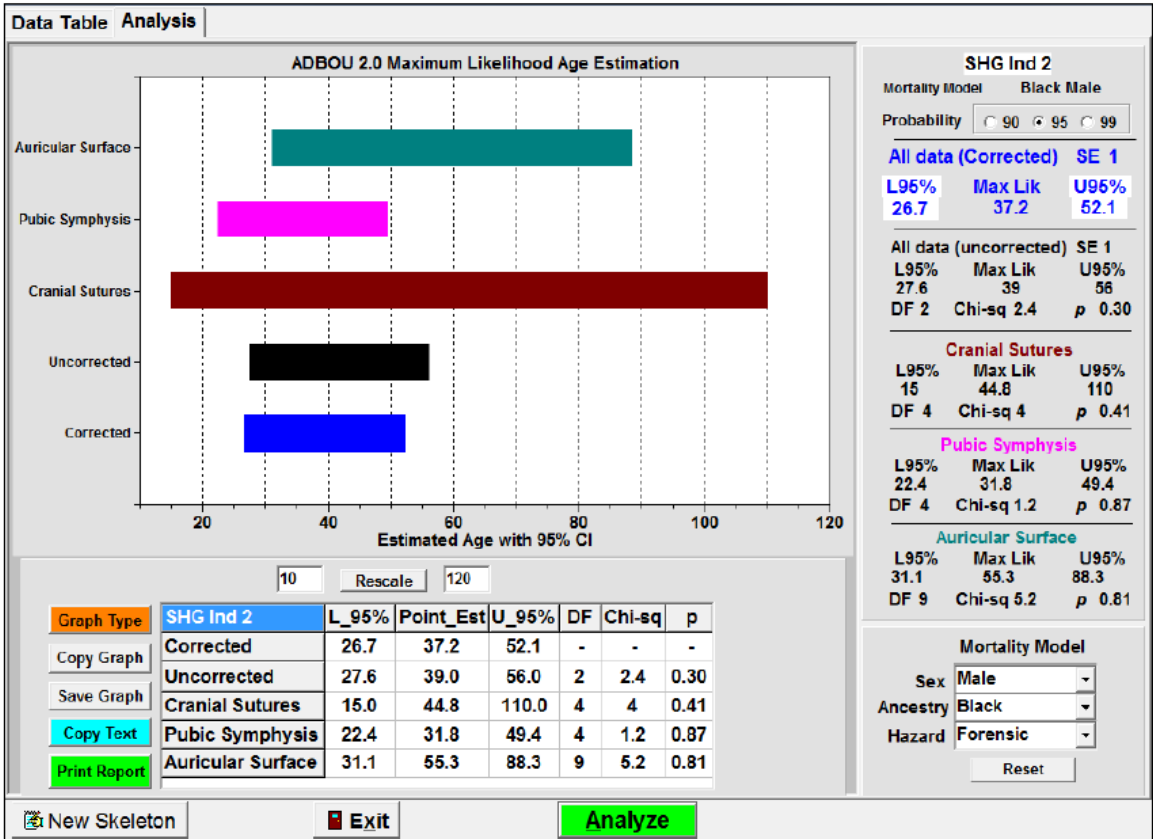 Data Table Analysis
ADBOU 2.0 Maximum Likelihood Age Estimation
Auricular Surface
Pubic Symphysis
Cranial Sutures
Uncorrected
Corrected
20 40 60 80 100 120
Estimated Age with 95% CI
10 Rescale 120
Graph Type
Copy Graph
Save Graph
Copy Text
Print Report
SHG Ind 2 L_95% Point_Est U_95% DF Chi-sq p
Corrected 26.7 37.2 52.1 - - -
Uncorrected 27.6 39.0 56.0 2 2.4 0.30
Cranial Sutures 15.0 44.8 110.0 4 4 0.41
Pubic Symphysis 22.4 31.8 49.4 4 1.2 0.87
Auricular Surface 31.1 55.3 88.3 9 5.2 0.81
SHG Ind 2
Mortality Model Black Male
Probability 90 95 99
All data (Corrected) SE 1
L95% Max Lik U95%
26.7 37.2 52.1
All data (uncorrected) SE 1
L95% Max Lik U95%
27.6 39 56
DF 2 Chi-sq 2.4 p 0.30
Cranial Sutures
L95% Max Lik U95%
15 44.8 110
DF 4 Chi-sq 4 p 0.41
Pubic Symphysis
L95% Max Lik U95%
22.4 31.8 49.4
DF 4 Chi-sq 1.2 p 0.87
Auricular Surface
L95% Max Lik U95%
31.1 55.3 88.3
DF 9 Chi-sq 5.2 p 0.81
Mortality Model
Sex Male
Ancestry Black
Hazard Forensic
Reset
New Skeleton Exit Analyze